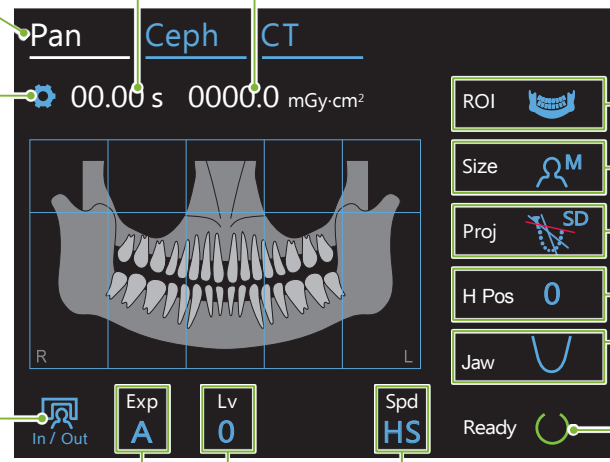 Pan Ceph CT
00.00 s 0000.0 mGy·cm²
ROI
Size M
Proj SD
H Pos 0
Jaw
R L
In / Out
Exp A
Lv 0
Spd HS
Ready